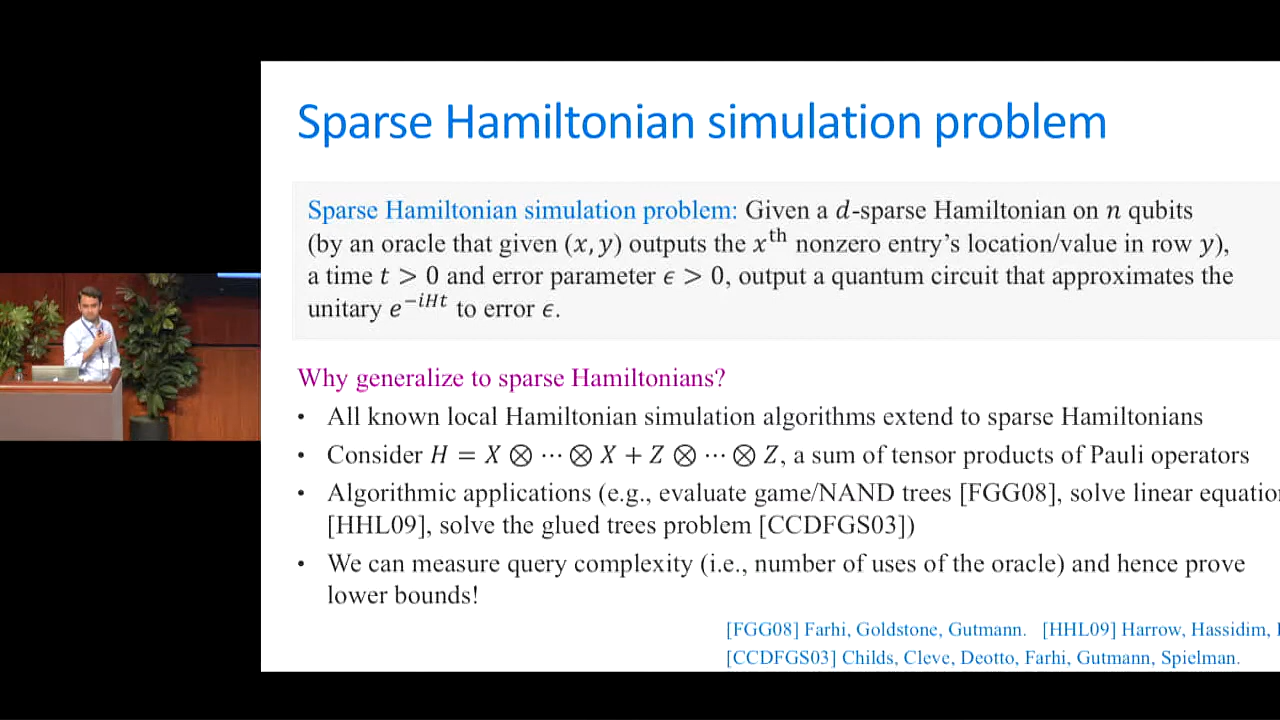 Sparse Hamiltonian simulation problem
Sparse Hamiltonian simulation problem: Given a d-sparse Hamiltonian on n qubits
(by an oracle that given (x, y) outputs the xᵗʰ nonzero entry’s location/value in row y),
a time t > 0 and error parameter ϵ > 0, output a quantum circuit that approximates the
unitary e⁻ⁱᴴᵗ to error ϵ.
Why generalize to sparse Hamiltonians?
• All known local Hamiltonian simulation algorithms extend to sparse Hamiltonians
• Consider H = X ⊗ ⋯ ⊗ X + Z ⊗ ⋯ ⊗ Z, a sum of tensor products of Pauli operators
• Algorithmic applications (e.g., evaluate game/NAND trees [FGG08], solve linear
[HHL09], solve the glued trees problem [CCDFGS03])
• We can measure query complexity (i.e., number of uses of the oracle) and hence prove
lower bounds!
[FGG08] Farhi, Goldstone, Gutmann. [HHL09] Harrow, Hassidim,
[CCDFGS03] Childs, Cleve, Deotto, Farhi, Gutmann, Spielman.